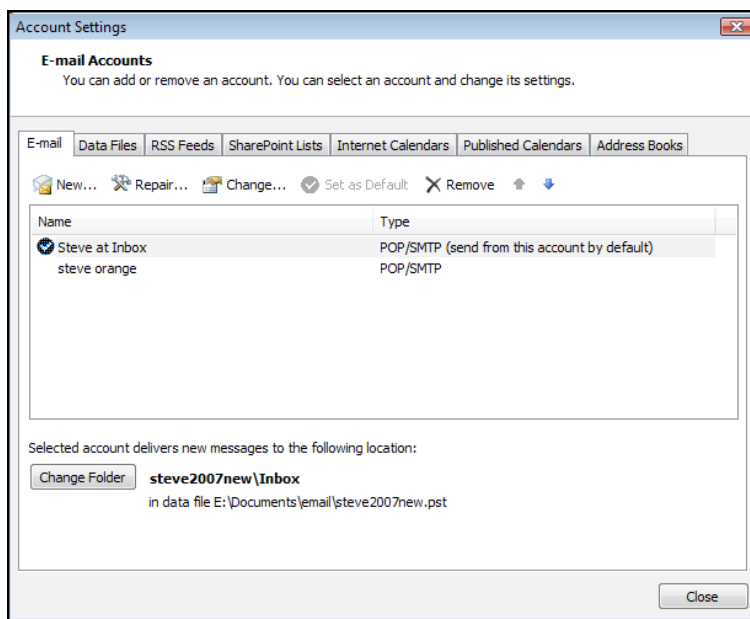 Account Settings
E-mail Accounts
You can add or remove an account. You can select an account and change its settings.
E-mail Data Files RSS Feeds SharePoint Lists Internet Calendars Published Calendars Address Books
New... Repair... Change... Set as Default Remove
Name Type
Steve at Inbox POP/SMTP (send from this account by default)
steve orange POP/SMTP
Selected account delivers new messages to the following location:
Change Folder steve2007new\Inbox
in data file E:\Documents\email\steve2007new.pst
Close